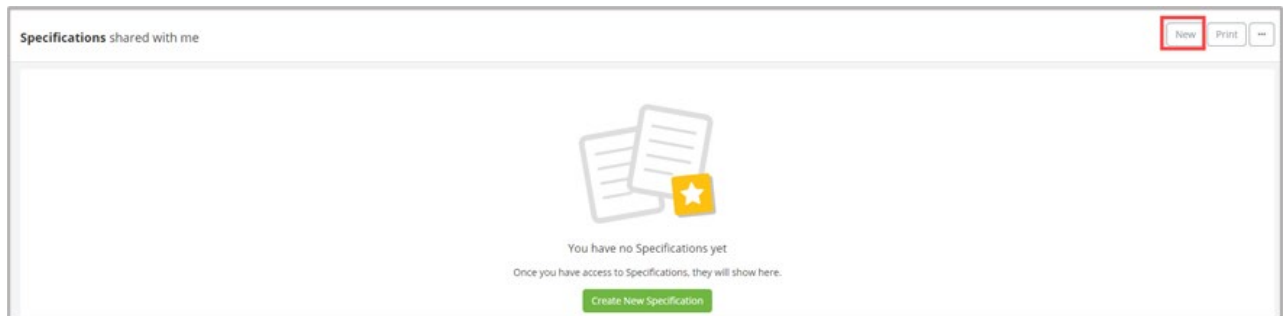 Specifications shared with me
New Print ...
You have no Specifications yet
Once you have access to Specifications, they will show here.
Create New Specification